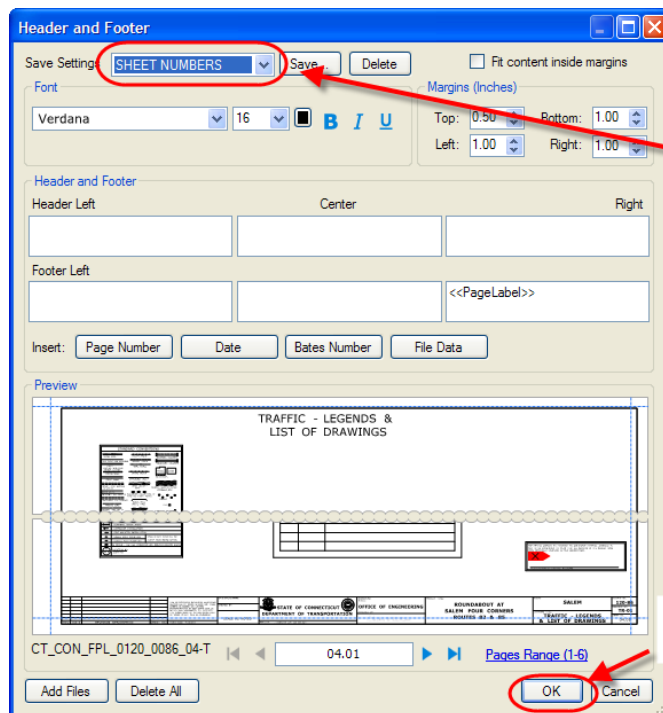 Header and Footer
Save Settings SHEET NUMBERS Save... Delete Fit content inside margins
Font Margins (Inches)
Verdana 16 B I U Top: 0.50 Bottom: 1.00
Left: 1.00 Right: 1.00
Header and Footer
Header Left Center Right
Footer Left
<<PageLabel>>
Insert: Page Number Date Bates Number File Data
Preview
TRAFFIC - LEGENDS &
LIST OF DRAWINGS
STATE OF CONNECTICUT
DEPARTMENT OF TRANSPORTATION
OFFICE OF ENGINEERING
ROUNDABOUT AT
SALEM FOUR CORNERS
ROUTES 82 & 85
SALEM
TRAFFIC - LEGENDS
& LIST OF DRAWINGS
CT_CON_FPL_0120_0086_04-T 04.01 Pages Range (1-6)
Add Files Delete All OK Cancel